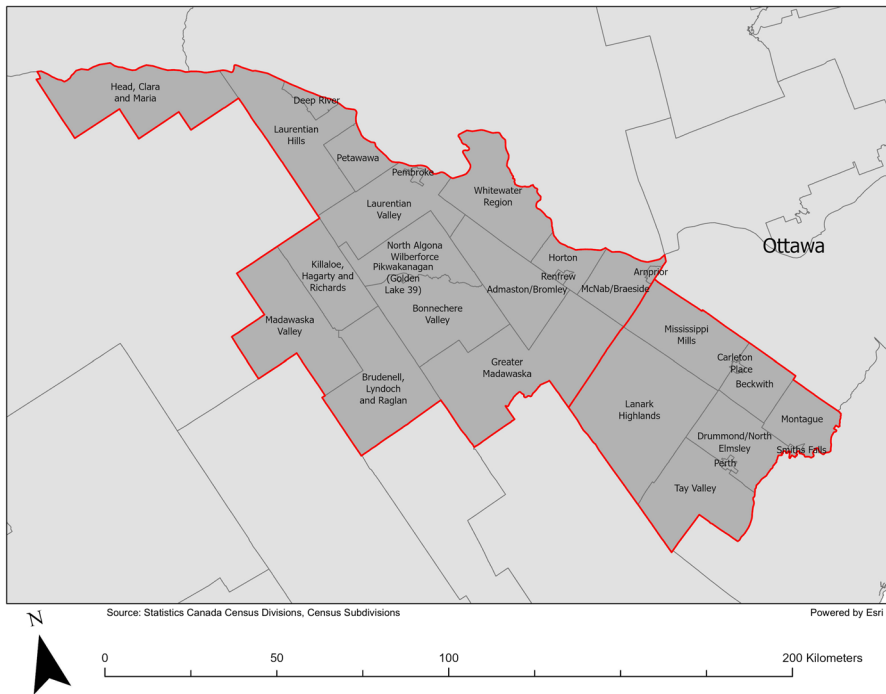 Head, Clara
and Maria
Deep River
Laurentian
Hills
Petawawa
Pembroke
Whitewater
Region
Laurentian
Valley
Ottawa
North Algona
Wilberforce
Horton
Killaloe,
Hagarty and
Richards
Pikwakanagan
(Golden
Lake 39)
Renfrew
Arnprior
Admaston/Bromley
McNab/Braeside
Bonnechere
Valley
Madawaska
Valley
Mississippi
Mills
Carleton
Place
Beckwith
Greater
Madawaska
Brudenell,
Lyndoch
and Raglan
Lanark
Highlands
Montague
Drummond/North
Elmsley
Smiths Falls
Perth
Tay Valley
Source: Statistics Canada Census Divisions, Census Subdivisions
Powered by Esri
N
0
50
100
200 Kilometers